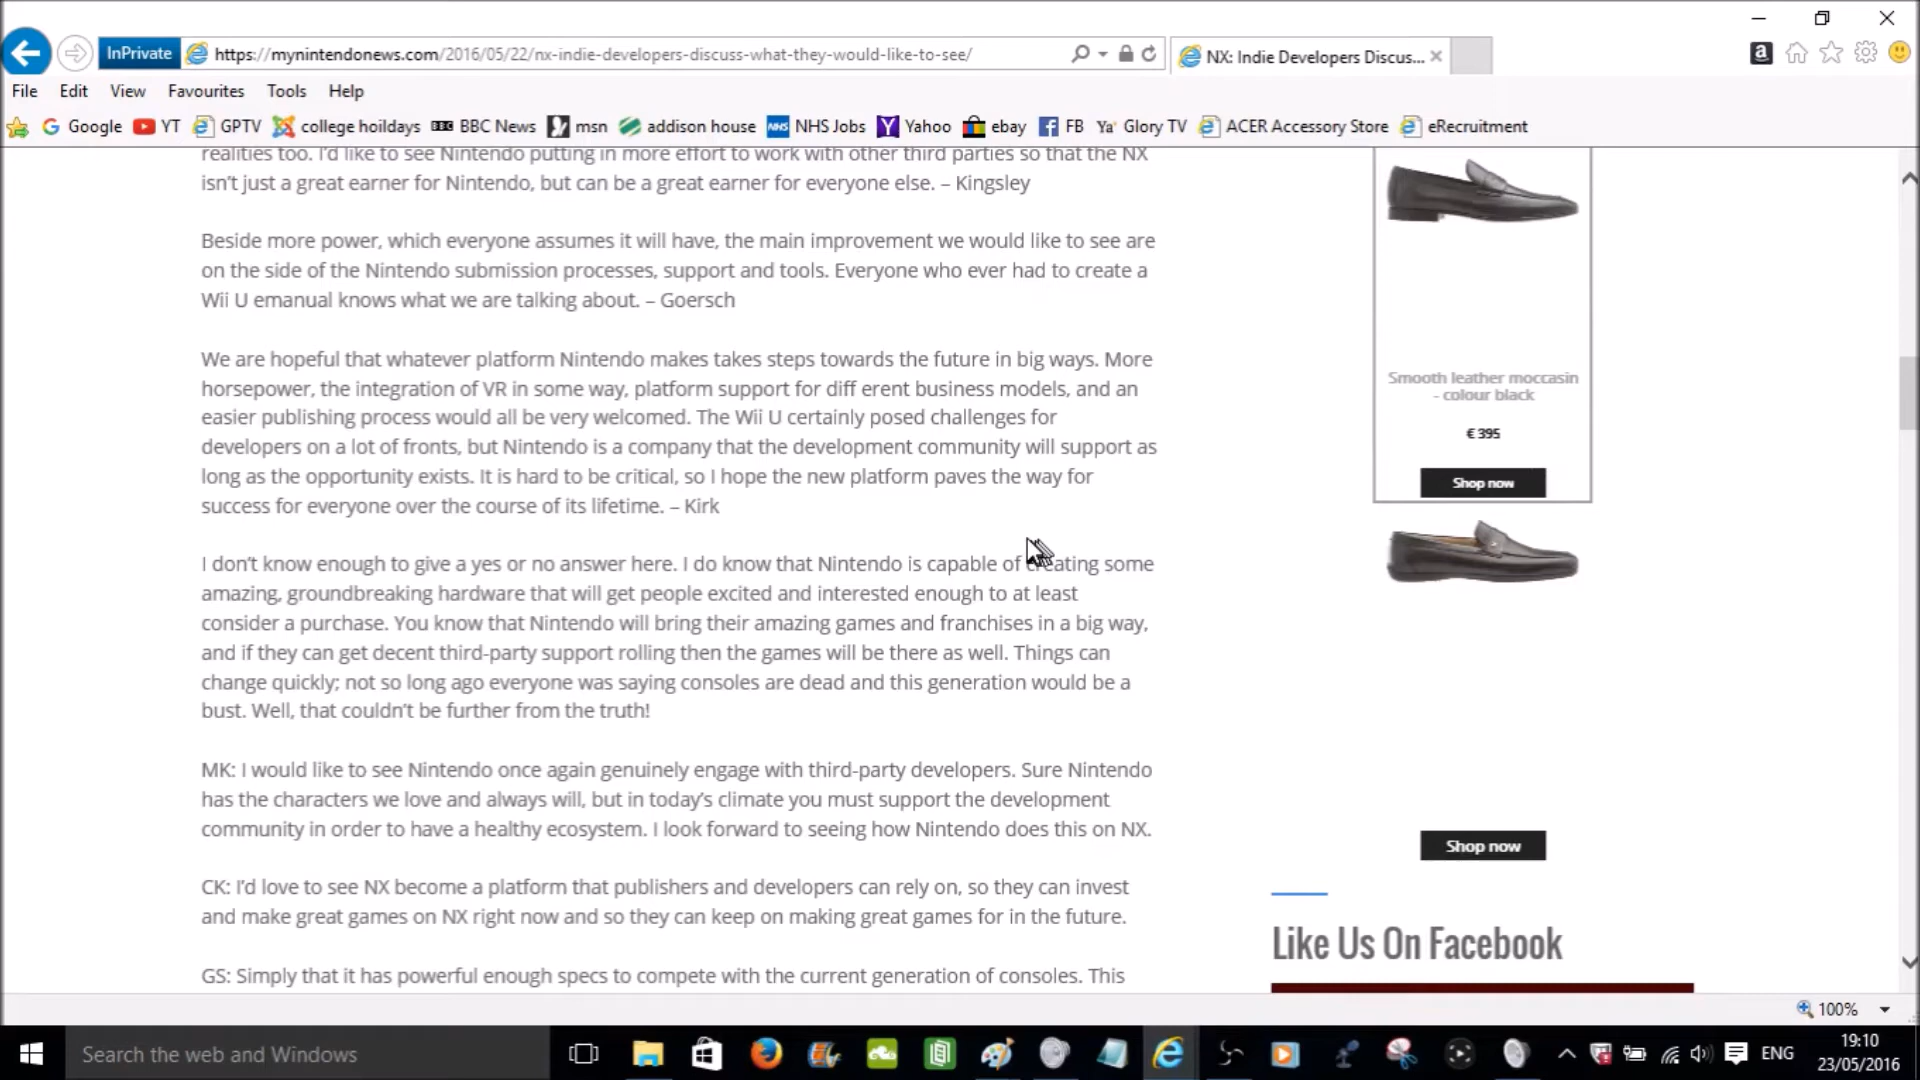 InPrivate
https://mynintendonews.com/2016/05/22/nx-indie-developers-discuss-what-they-would-like-to-see/
NX: Indie Developers Discus...
File Edit View Favourites Tools Help
Google YT GPTV college hoildays BBC News msn addison house NHS Jobs Yahoo ebay FB Glory TV ACER Accessory Store eRecruitment
realities too. I'd like to see Nintendo putting in more effort to work with other third parties so that the NX
isn't just a great earner for Nintendo, but can be a great earner for everyone else. – Kingsley
Beside more power, which everyone assumes it will have, the main improvement we would like to see are
on the side of the Nintendo submission processes, support and tools. Everyone who ever had to create a
Wii U emanual knows what we are talking about. – Goersch
We are hopeful that whatever platform Nintendo makes takes steps towards the future in big ways. More
horsepower, the integration of VR in some way, platform support for diff erent business models, and an
easier publishing process would all be very welcomed. The Wii U certainly posed challenges for
developers on a lot of fronts, but Nintendo is a company that the development community will support as
long as the opportunity exists. It is hard to be critical, so I hope the new platform paves the way for
success for everyone over the course of its lifetime. – Kirk
I don't know enough to give a yes or no answer here. I do know that Nintendo is capable of creating some
amazing, groundbreaking hardware that will get people excited and interested enough to at least
consider a purchase. You know that Nintendo will bring their amazing games and franchises in a big way,
and if they can get decent third-party support rolling then the games will be there as well. Things can
change quickly; not so long ago everyone was saying consoles are dead and this generation would be a
bust. Well, that couldn't be further from the truth!
MK: I would like to see Nintendo once again genuinely engage with third-party developers. Sure Nintendo
has the characters we love and always will, but in today's climate you must support the development
community in order to have a healthy ecosystem. I look forward to seeing how Nintendo does this on NX.
CK: I'd love to see NX become a platform that publishers and developers can rely on, so they can invest
and make great games on NX right now and so they can keep on making great games for in the future.
GS: Simply that it has powerful enough specs to compete with the current generation of consoles. This
Smooth leather moccasin
- colour black
€ 395
Shop now
Shop now
Like Us On Facebook
100%
Search the web and Windows
ENG
19:10
23/05/2016